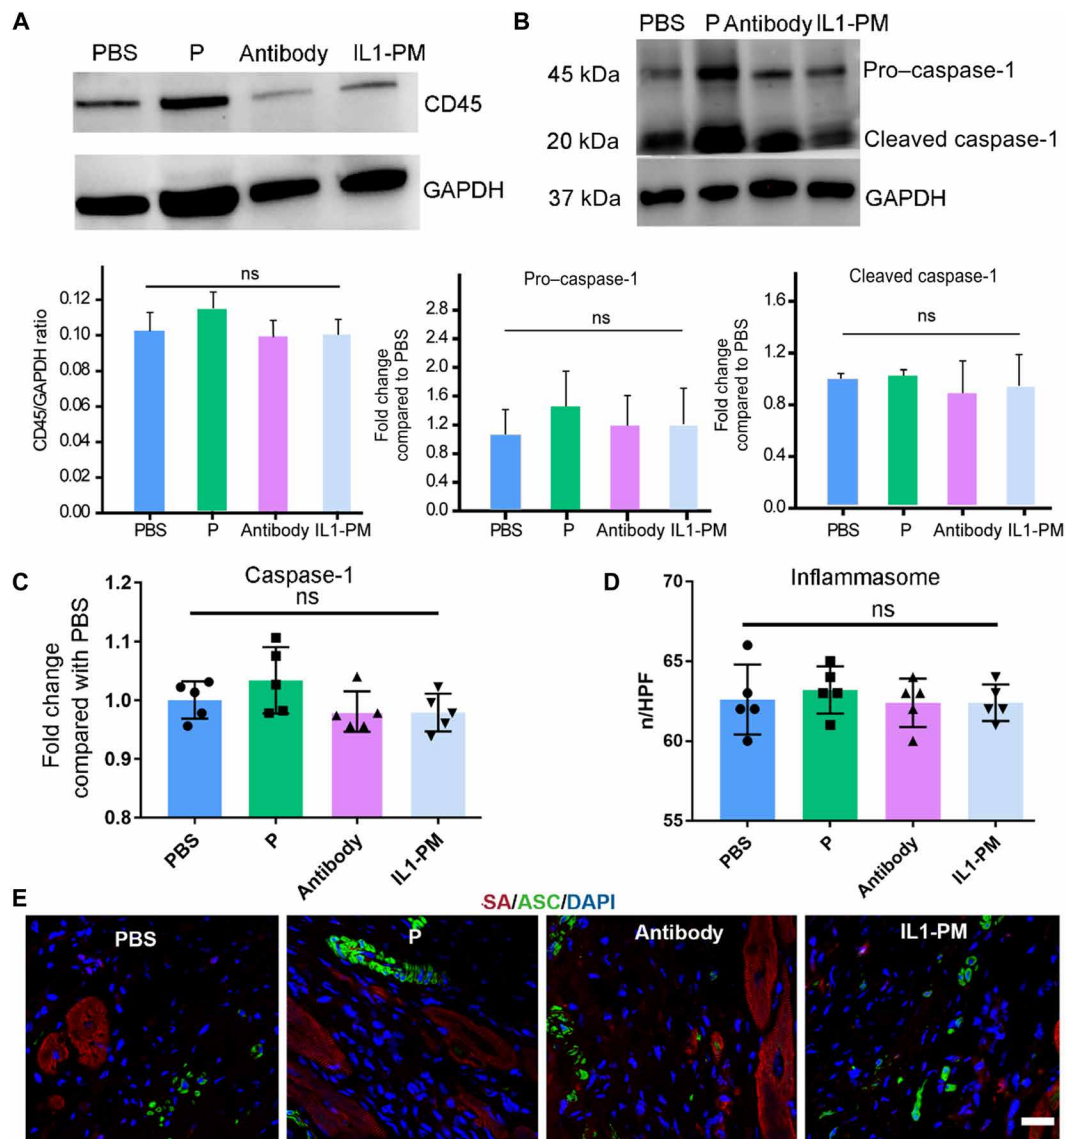 A
PBS P Antibody IL1-PM
CD45
GAPDH
B
PBS P Antibody IL1-PM
45 kDa Pro–caspase-1
20 kDa Cleaved caspase-1
37 kDa GAPDH
CD45/GAPDH ratio
0.12
0.10
0.08
0.06
0.04
0.02
0.00
ns
PBS P Antibody IL1-PM
Pro–caspase-1
Fold change
compared to PBS
2.8
2.4
2.0
1.6
1.2
0.8
0.4
0.0
ns
PBS P Antibody IL1-PM
Cleaved caspase-1
Fold change
compared to PBS
1.6
1.2
0.8
0.4
0.0
ns
PBS P Antibody IL1-PM
C
Caspase-1
ns
Fold change
compared with PBS
1.2
1.1
1.0
0.9
0.8
PBS P Antibody IL1-PM
D
Inflammasome
ns
n/HPF
70
65
60
55
PBS P Antibody IL1-PM
E
SA/ASC/DAPI
PBS P Antibody IL1-PM